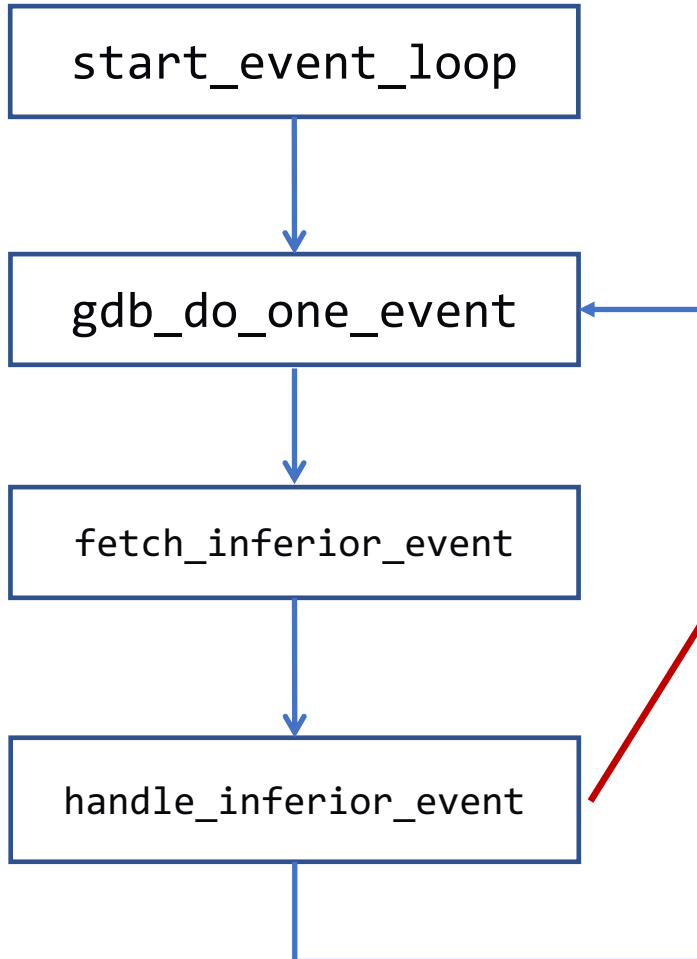 start_event_loop
gdb_do_one_event
fetch_inferior_event
handle_inferior_event